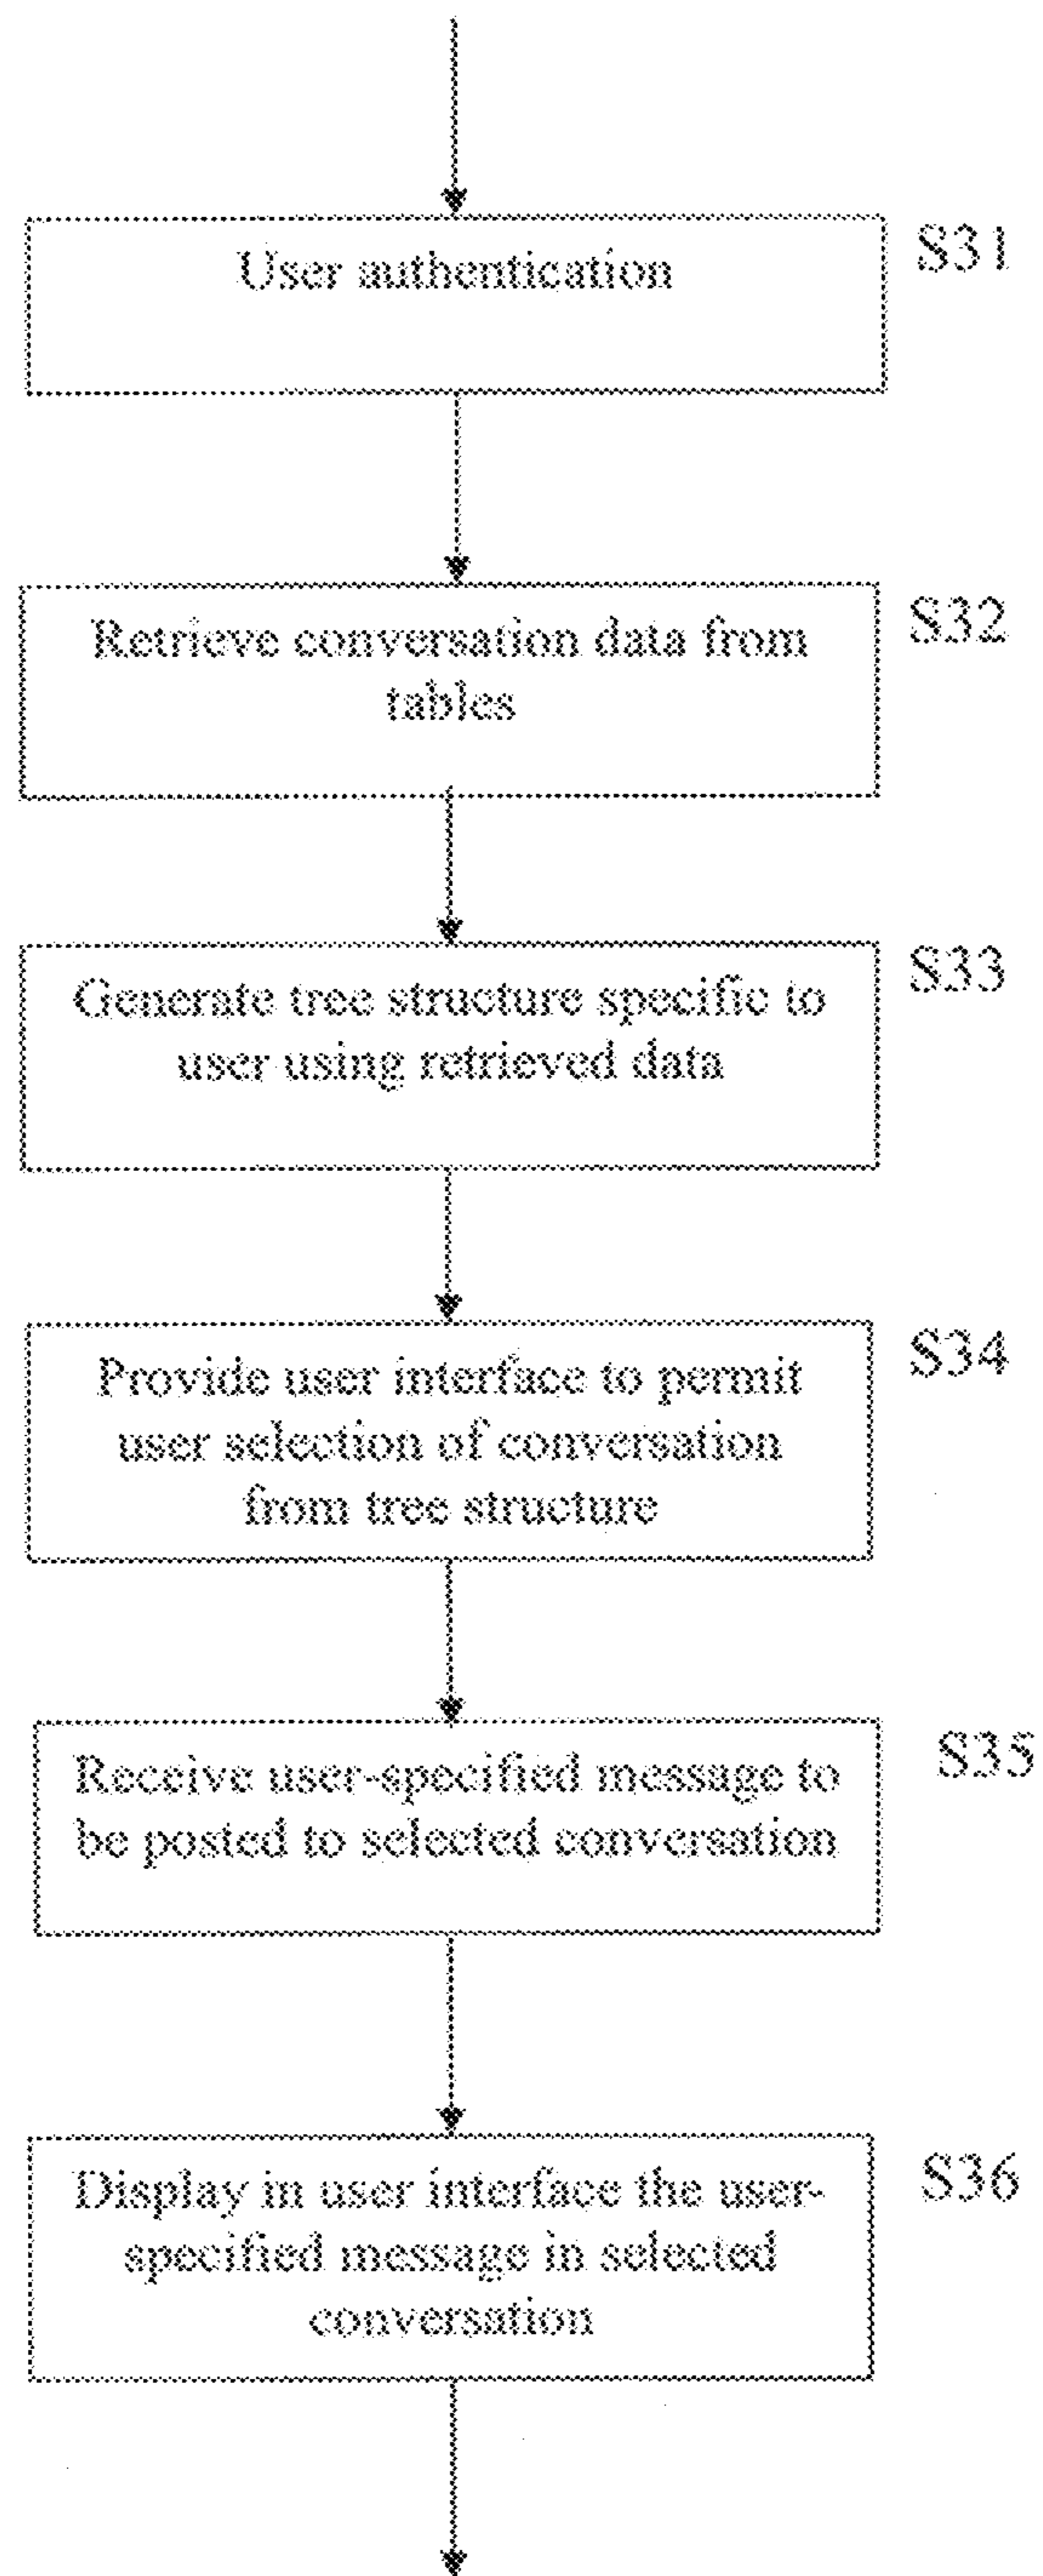 User authentication
S31
Retrieve conversation data from
tables
S32
Generate tree structure specific to
user using retrieved data
S33
Provide user interface to permit
user selection of conversation
from tree structure
S34
Receive user-specified message to
be posted to selected conversation
S35
Display in user interface the user-
specified message in selected
conversation
S36